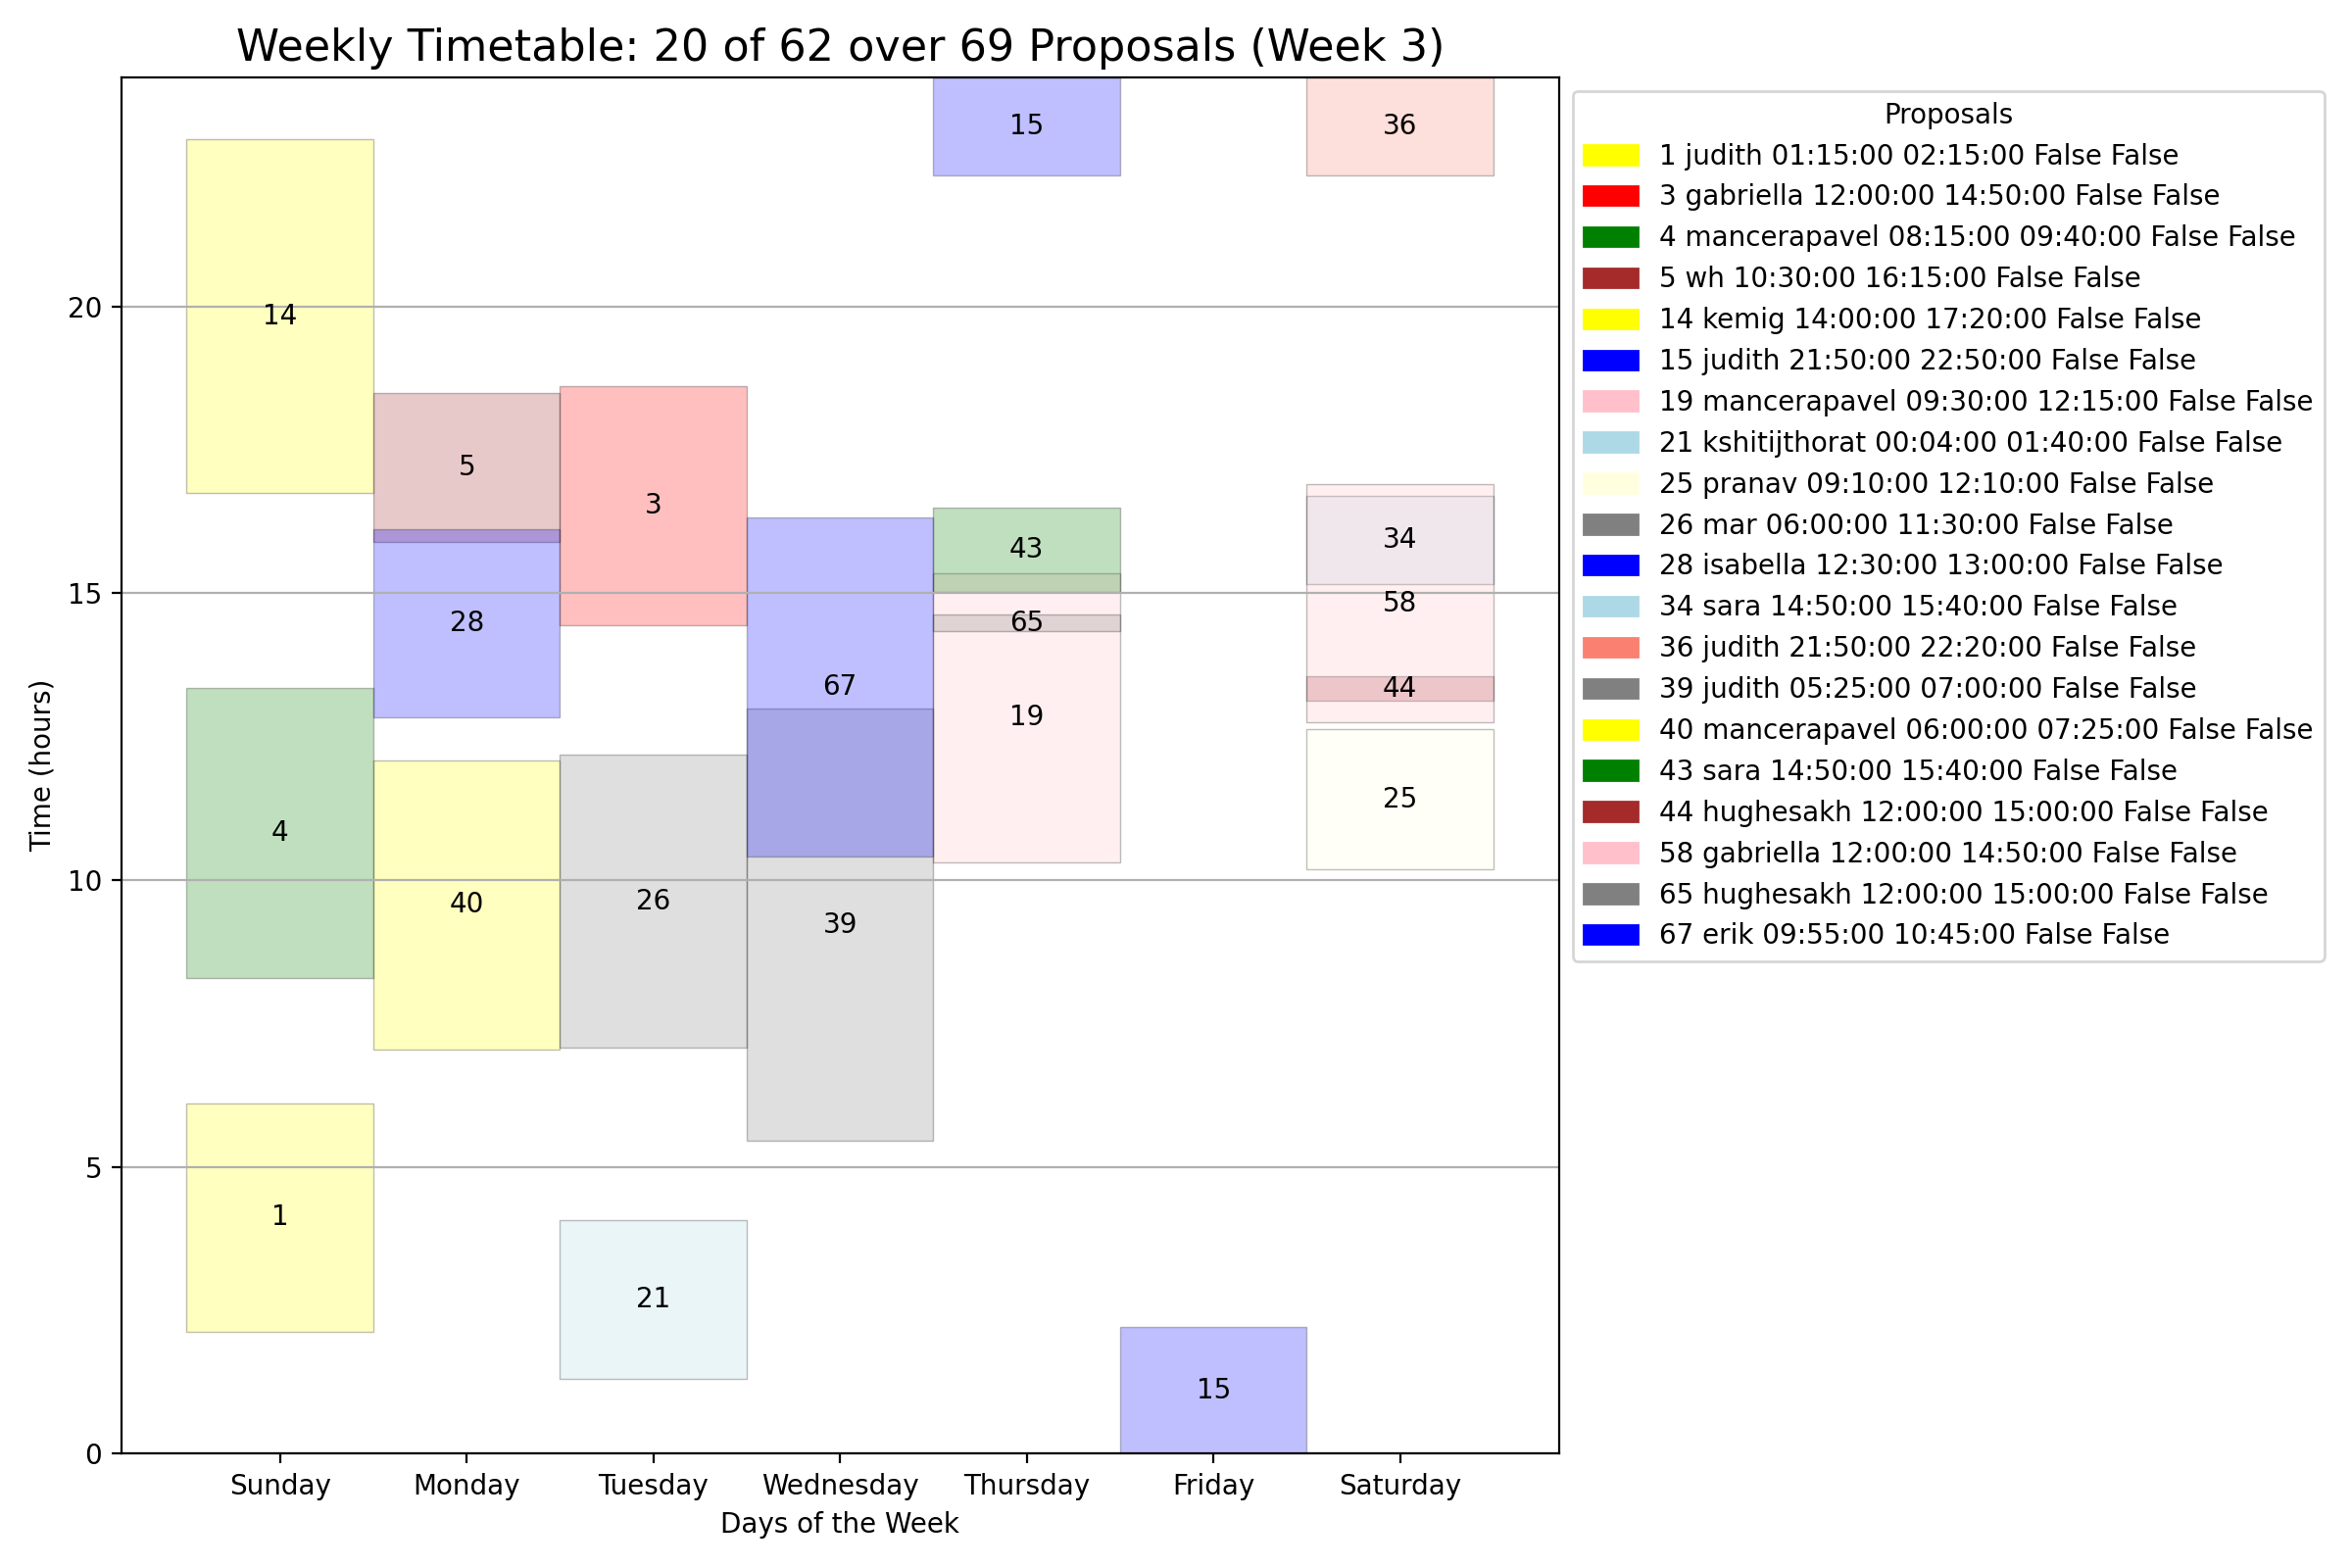 Weekly Timetable: 20 of 62 over 69 Proposals (Week 3)
15
36
14
20
5
3
43
34
15
58
65
28
67
44
19
25
4
10
40
26
39
5
1
21
15
0
Time (hours)
Sunday
Monday
Tuesday
Wednesday
Thursday
Friday
Saturday
Days of the Week
Proposals
1 judith 01:15:00 02:15:00 False False
3 gabriella 12:00:00 14:50:00 False False
4 mancerapavel 08:15:00 09:40:00 False False
5 wh 10:30:00 16:15:00 False False
14 kemig 14:00:00 17:20:00 False False
15 judith 21:50:00 22:50:00 False False
19 mancerapavel 09:30:00 12:15:00 False False
21 kshitijthorat 00:04:00 01:40:00 False False
25 pranav 09:10:00 12:10:00 False False
26 mar 06:00:00 11:30:00 False False
28 isabella 12:30:00 13:00:00 False False
34 sara 14:50:00 15:40:00 False False
36 judith 21:50:00 22:20:00 False False
39 judith 05:25:00 07:00:00 False False
40 mancerapavel 06:00:00 07:25:00 False False
43 sara 14:50:00 15:40:00 False False
44 hughesakh 12:00:00 15:00:00 False False
58 gabriella 12:00:00 14:50:00 False False
65 hughesakh 12:00:00 15:00:00 False False
67 erik 09:55:00 10:45:00 False False